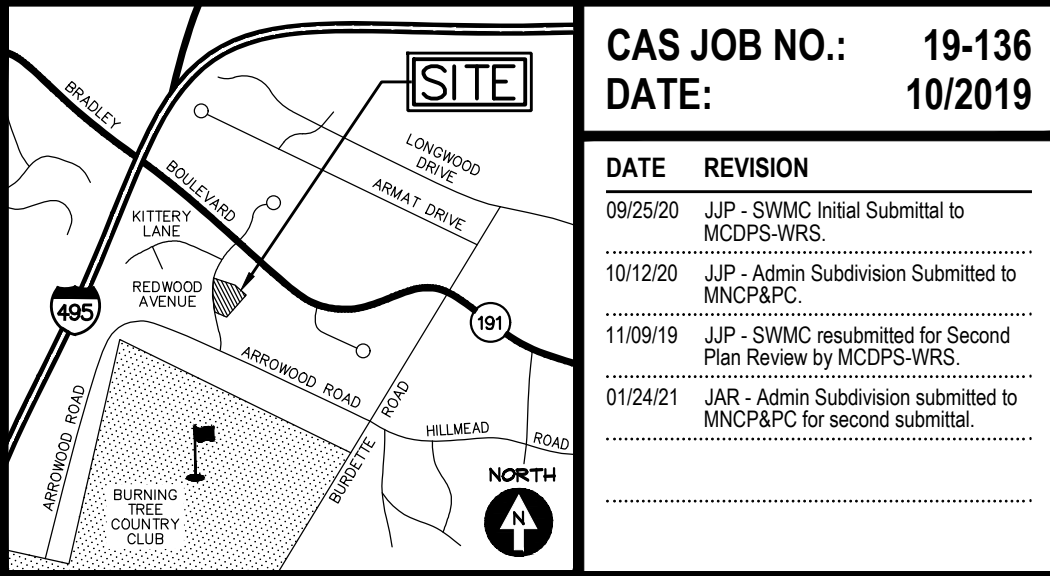 SITE
BRADLEY
BOULEVARD
LONGWOOD
DRIVE
ARMAT DRIVE
KITTERY
LANE
REDWOOD
AVENUE
495
191
ARROWOOD ROAD
ARROWOOD ROAD
BURDETTE
ROAD
HILLMEAD
ROAD
BURNING
TREE
COUNTRY
CLUB
NORTH
N
CAS JOB NO.: 19-136
DATE: 10/2019
DATE REVISION
09/25/20 JJP - SWMC Initial Submittal to
MCDPS-WRS.
10/12/20 JJP - Admin Subdivision Submitted to
MNCP&PC.
11/09/19 JJP - SWMC resubmitted for Second
Plan Review by MCDPS-WRS.
01/24/21 JAR - Admin Subdivision submitted to
MNCP&PC for second submittal.